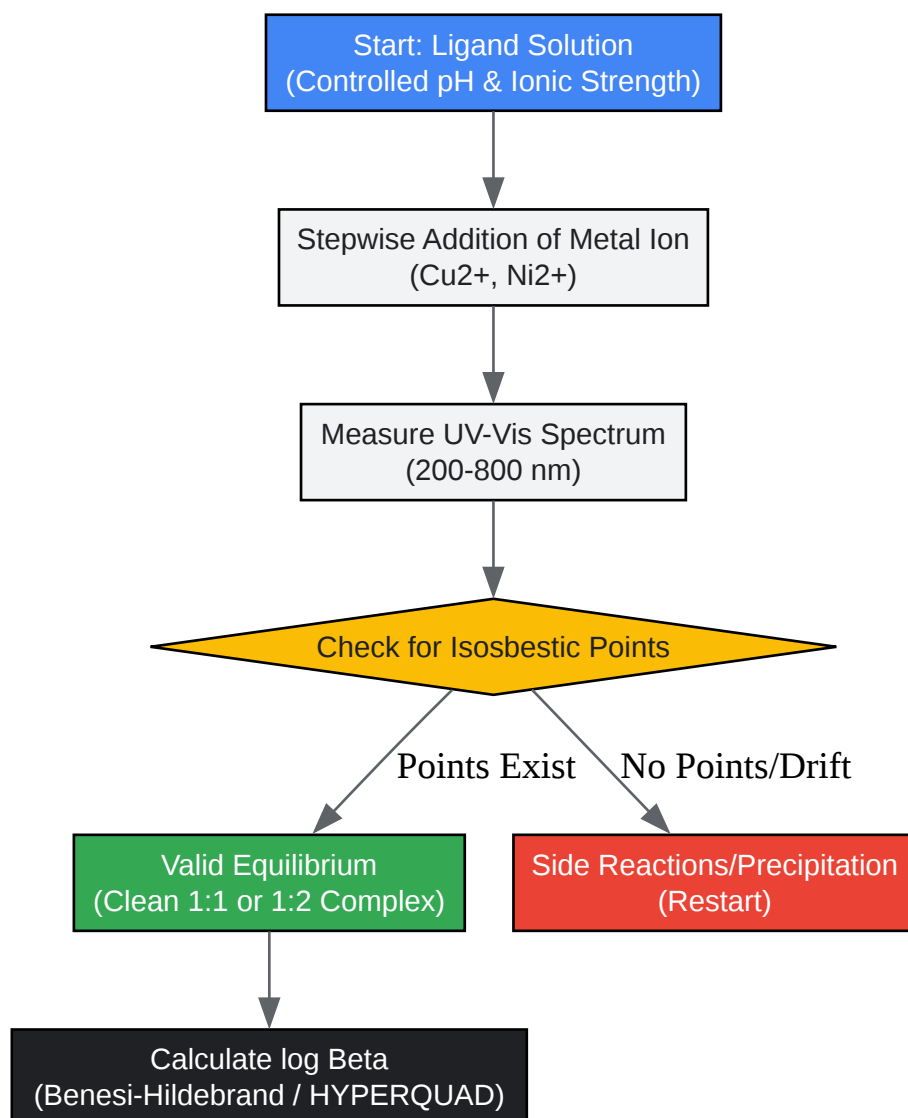 Start: Ligand Solution
(Controlled pH & Ionic Strength)
Stepwise Addition of Metal Ion
(Cu2+, Ni2+)
Measure UV-Vis Spectrum
(200-800 nm)
Check for Isosbestic Points
Points Exist
No Points/Drift
Valid Equilibrium
(Clean 1:1 or 1:2 Complex)
Side Reactions/Precipitation
(Restart)
Calculate log Beta
(Benesi-Hildebrand / HYPERQUAD)